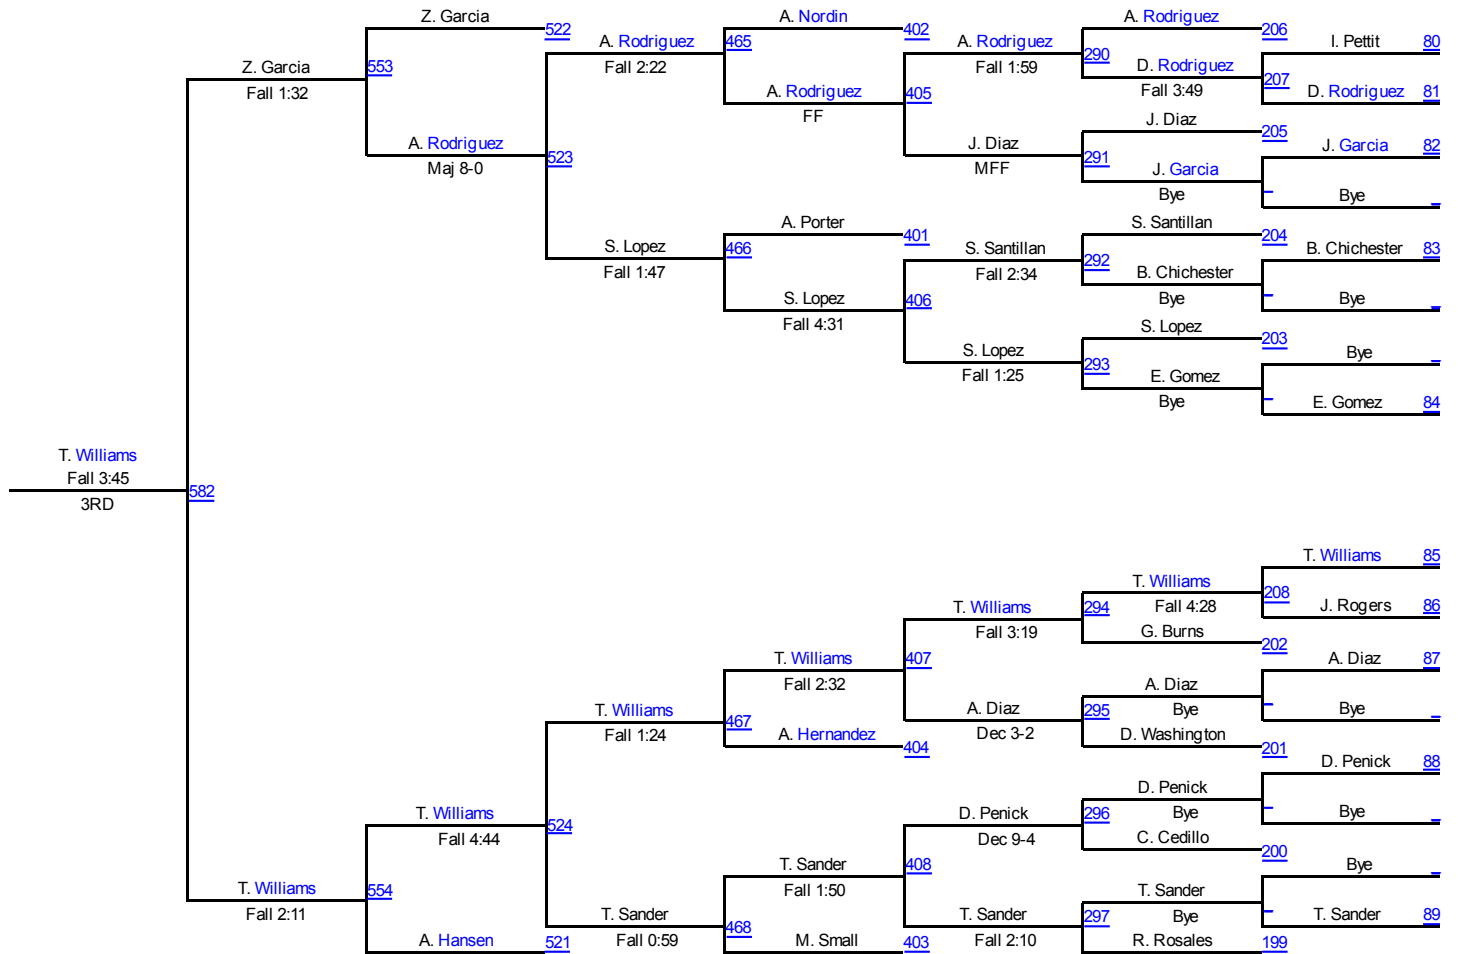 Z. Garcia
522
A. Nordin
402
A. Rodriguez
206
A. Rodriguez
465
A. Rodriguez
290
I. Pettit
80
Z. Garcia
553
Fall 2:22
Fall 1:59
D. Rodriguez
207
Fall 1:32
A. Rodriguez
405
Fall 3:49
D. Rodriguez
81
FF
J. Diaz
205
A. Rodriguez
523
J. Diaz
291
J. Garcia
82
Maj 8-0
MFF
J. Garcia
Bye
Bye
A. Porter
401
S. Santillan
204
S. Lopez
466
S. Santillan
292
B. Chichester
83
Fall 1:47
Fall 2:34
B. Chichester
S. Lopez
406
Bye
Bye
Fall 4:31
S. Lopez
203
S. Lopez
293
Bye
Fall 1:25
E. Gomez
Bye
E. Gomez
84
T. Williams
Fall 3:45
582
3RD
T. Williams
85
T. Williams
208
T. Williams
294
Fall 4:28
J. Rogers
86
Fall 3:19
G. Burns
202
T. Williams
407
A. Diaz
87
Fall 2:32
A. Diaz
T. Williams
467
A. Diaz
295
Bye
Bye
Fall 1:24
A. Hernandez
404
Dec 3-2
D. Washington
201
D. Penick
88
D. Penick
T. Williams
524
D. Penick
296
Bye
Bye
Fall 4:44
Dec 9-4
C. Cedillo
200
T. Sander
408
Bye
T. Williams
554
Fall 1:50
T. Sander
Fall 2:11
T. Sander
468
T. Sander
297
Bye
T. Sander
89
A. Hansen
521
Fall 0:59
M. Small
403
Fall 2:10
R. Rosales
199